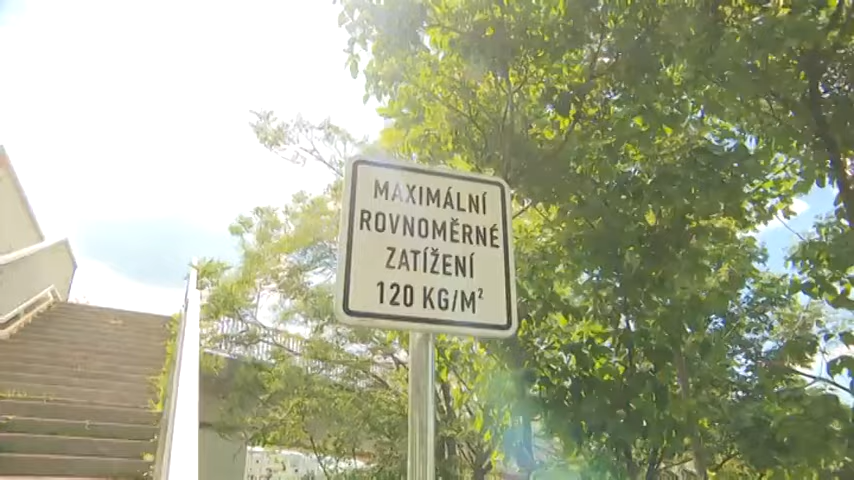 MAXIMÁLNÍ
ROVNOMĚRNÉ
ZATÍŽENÍ
120 KG/M²